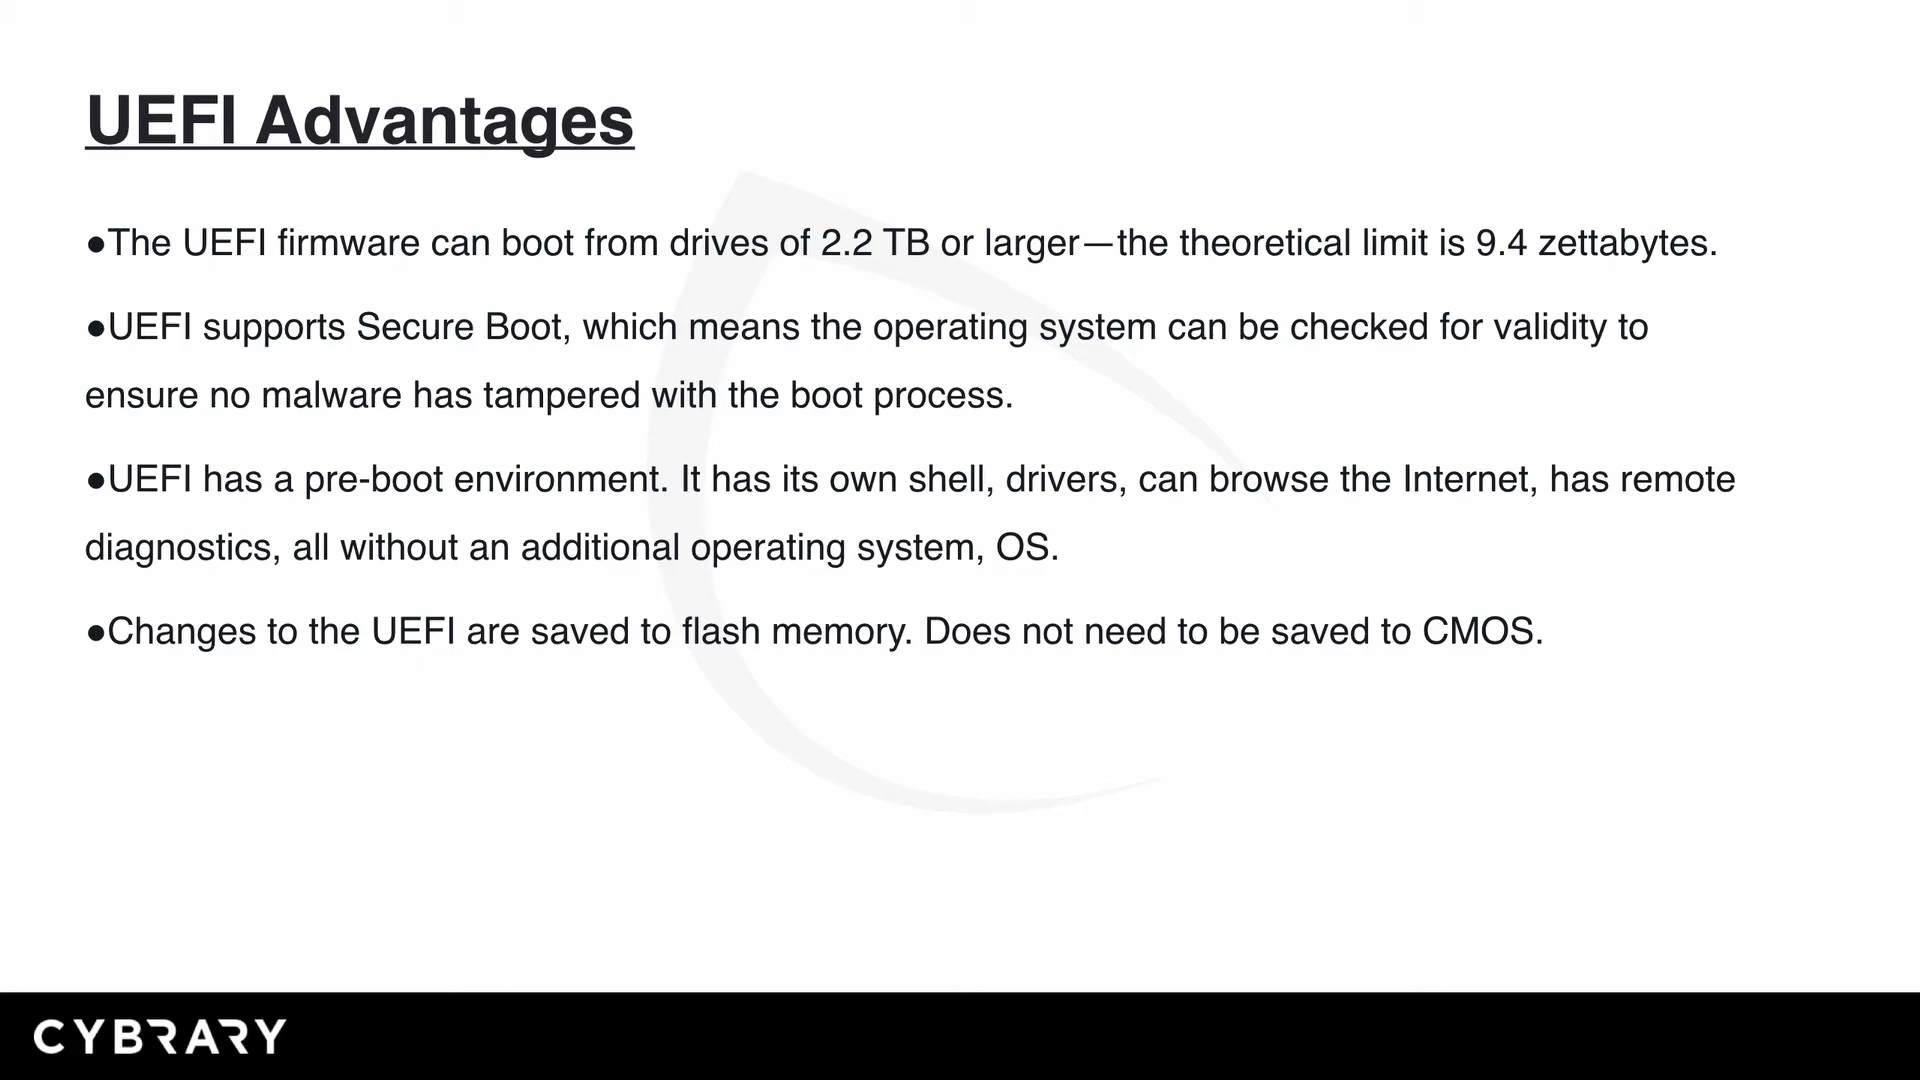 UEFI Advantages
●The UEFI firmware can boot from drives of 2.2 TB or larger—the theoretical limit is 9.4 zettabytes.
●UEFI supports Secure Boot, which means the operating system can be checked for validity to
ensure no malware has tampered with the boot process.
●UEFI has a pre-boot environment. It has its own shell, drivers, can browse the Internet, has remote
diagnostics, all without an additional operating system, OS.
●Changes to the UEFI are saved to flash memory. Does not need to be saved to CMOS.
CYBRARY